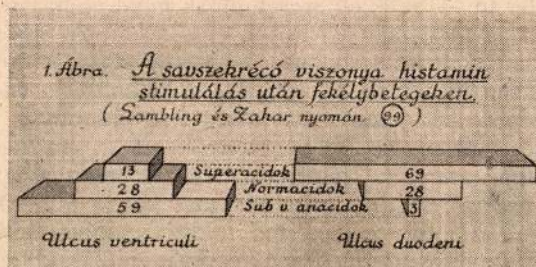 1. Ábra. A savszekréció viszonya histamin
stimulálás után fekélybetegeken.
( Lambling és Zahar nyomán 99 )
13 Superacidok 69
28 Normacidok 28
59 Sub v anacidok 3
Ulcus ventriculi Ulcus duodeni